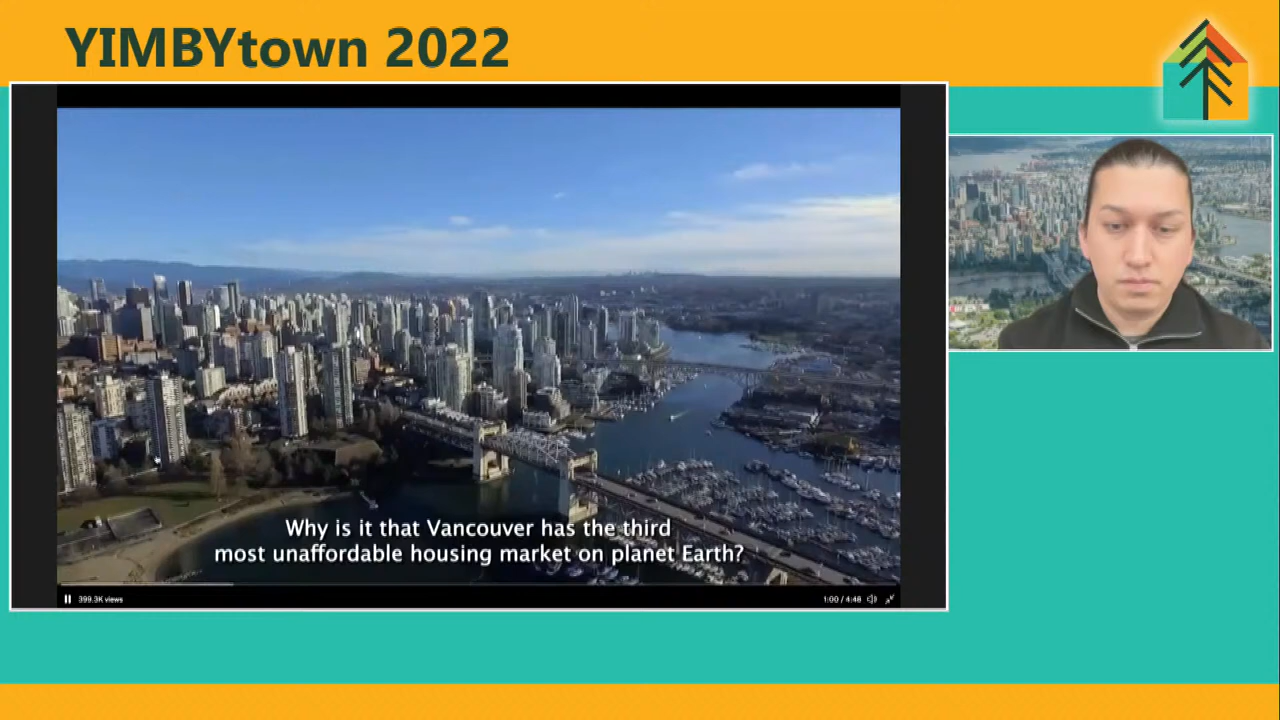 YIMBYtown 2022
Why is it that Vancouver has the third
most unaffordable housing market on planet Earth?
399.3K views
1:00 / 4:48